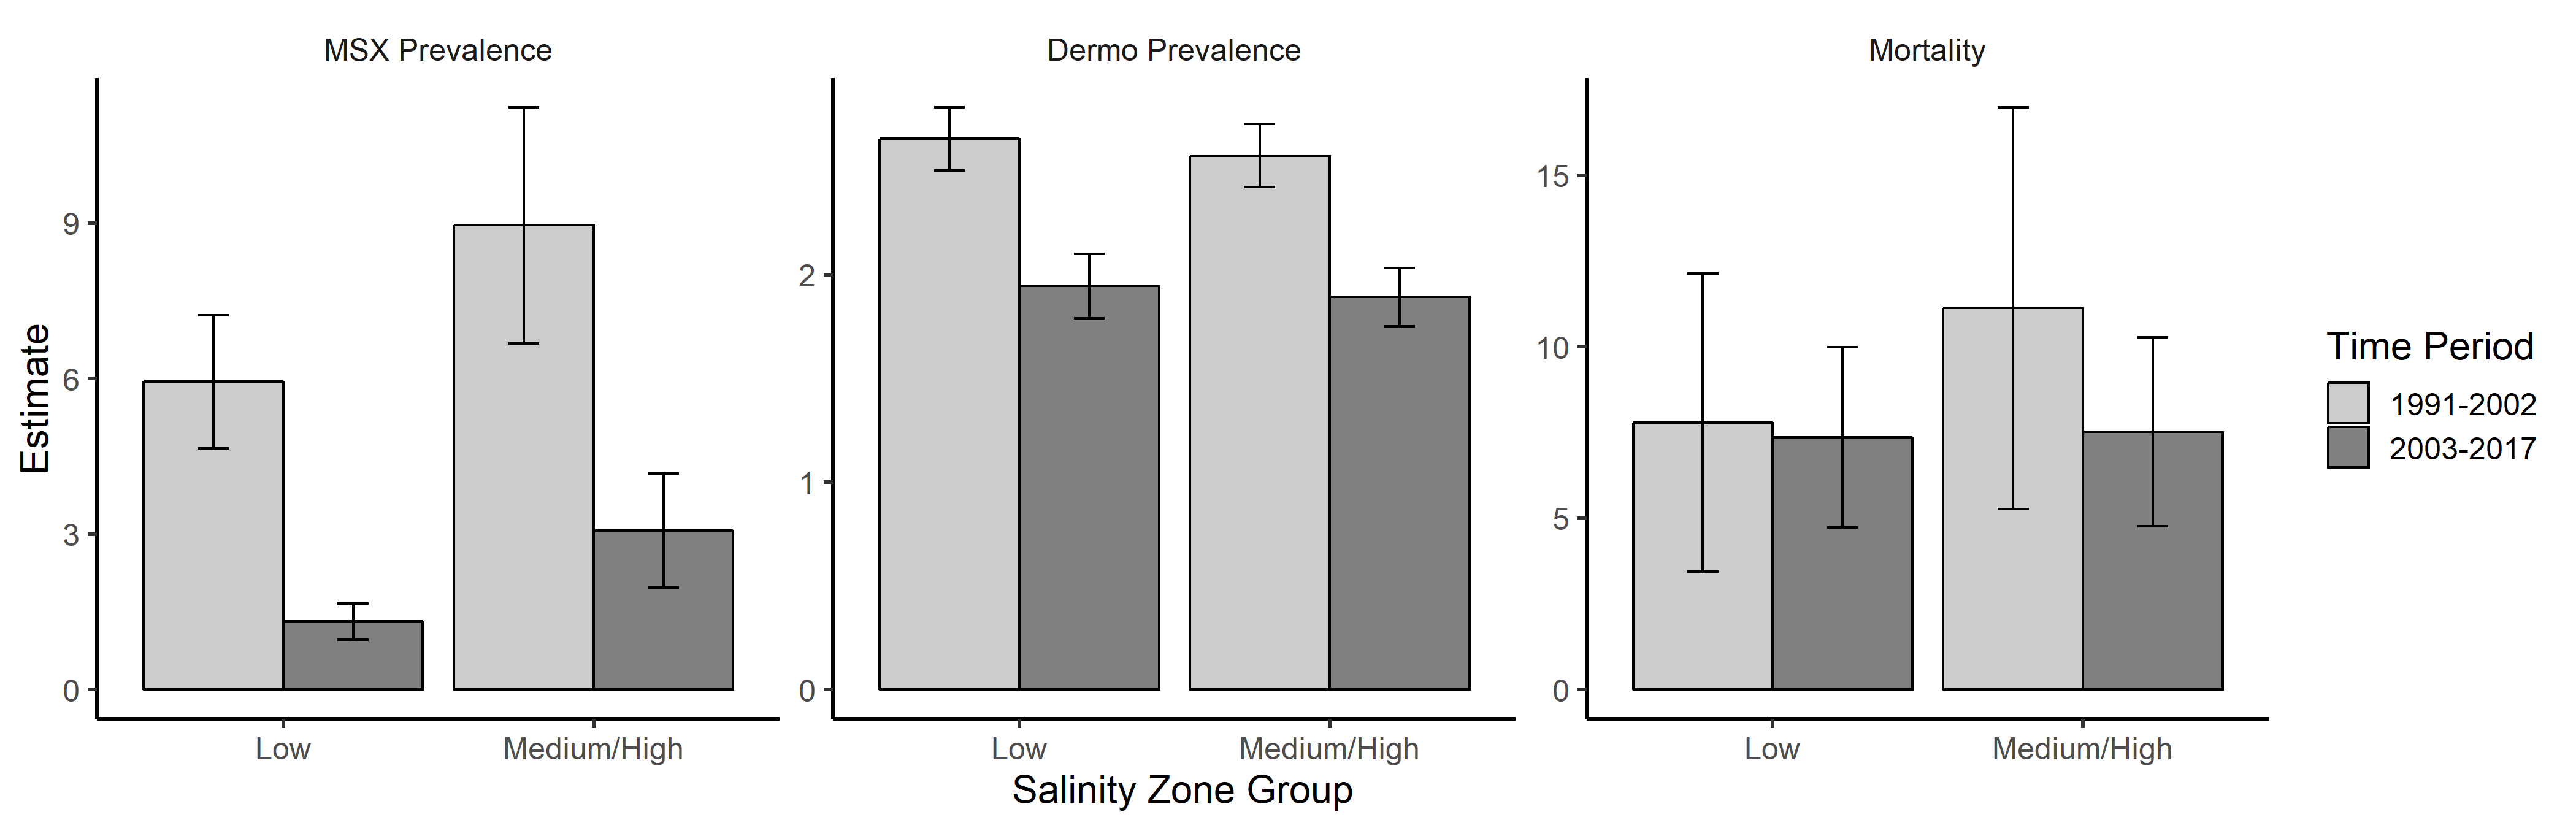 MSX Prevalence
Dermo Prevalence
Mortality
Estimate
9
6
3
0
2
1
0
15
10
5
0
Low
Medium/High
Low
Medium/High
Low
Medium/High
Salinity Zone Group
Time Period
1991-2002
2003-2017